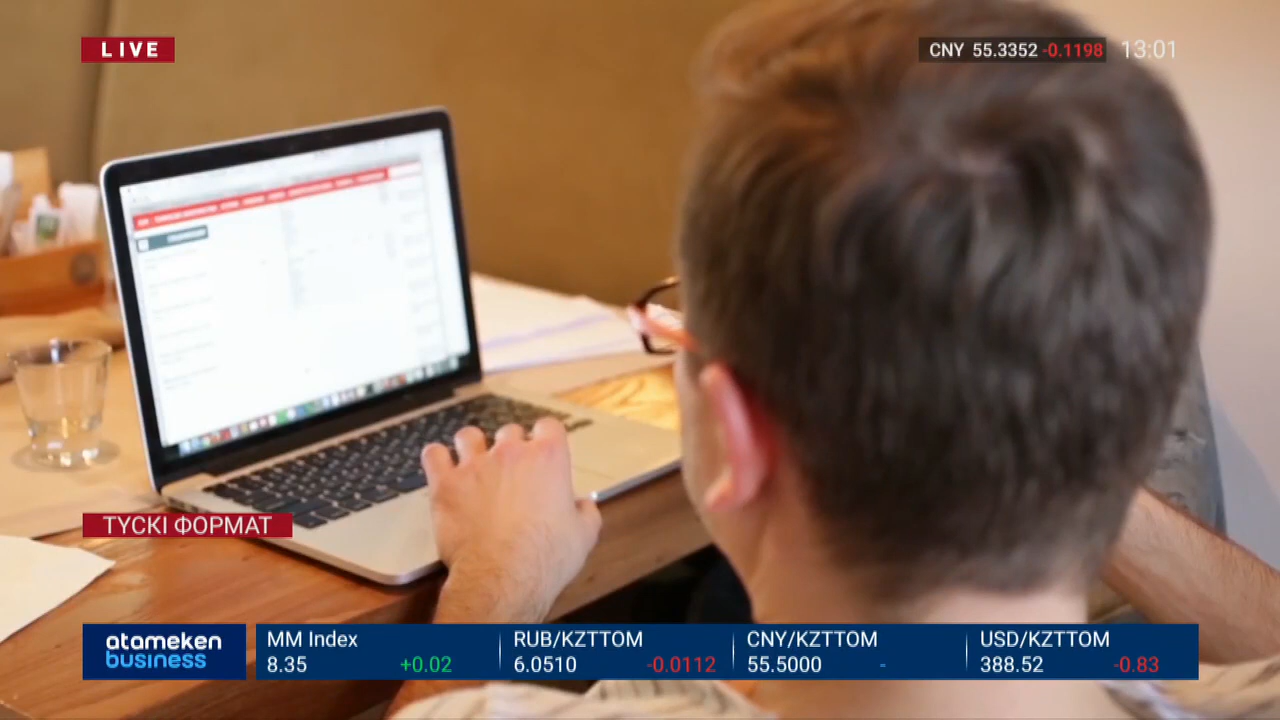 LIVE
CNY 55.3352 -0.1198 13:01
ТҮСКІ ФОРМАТ
atameken
business
MM Index
8.35 +0.02
RUB/KZTTOM
6.0510 -0.0112
CNY/KZTTOM
55.5000 -
USD/KZTTOM
388.52 -0.83